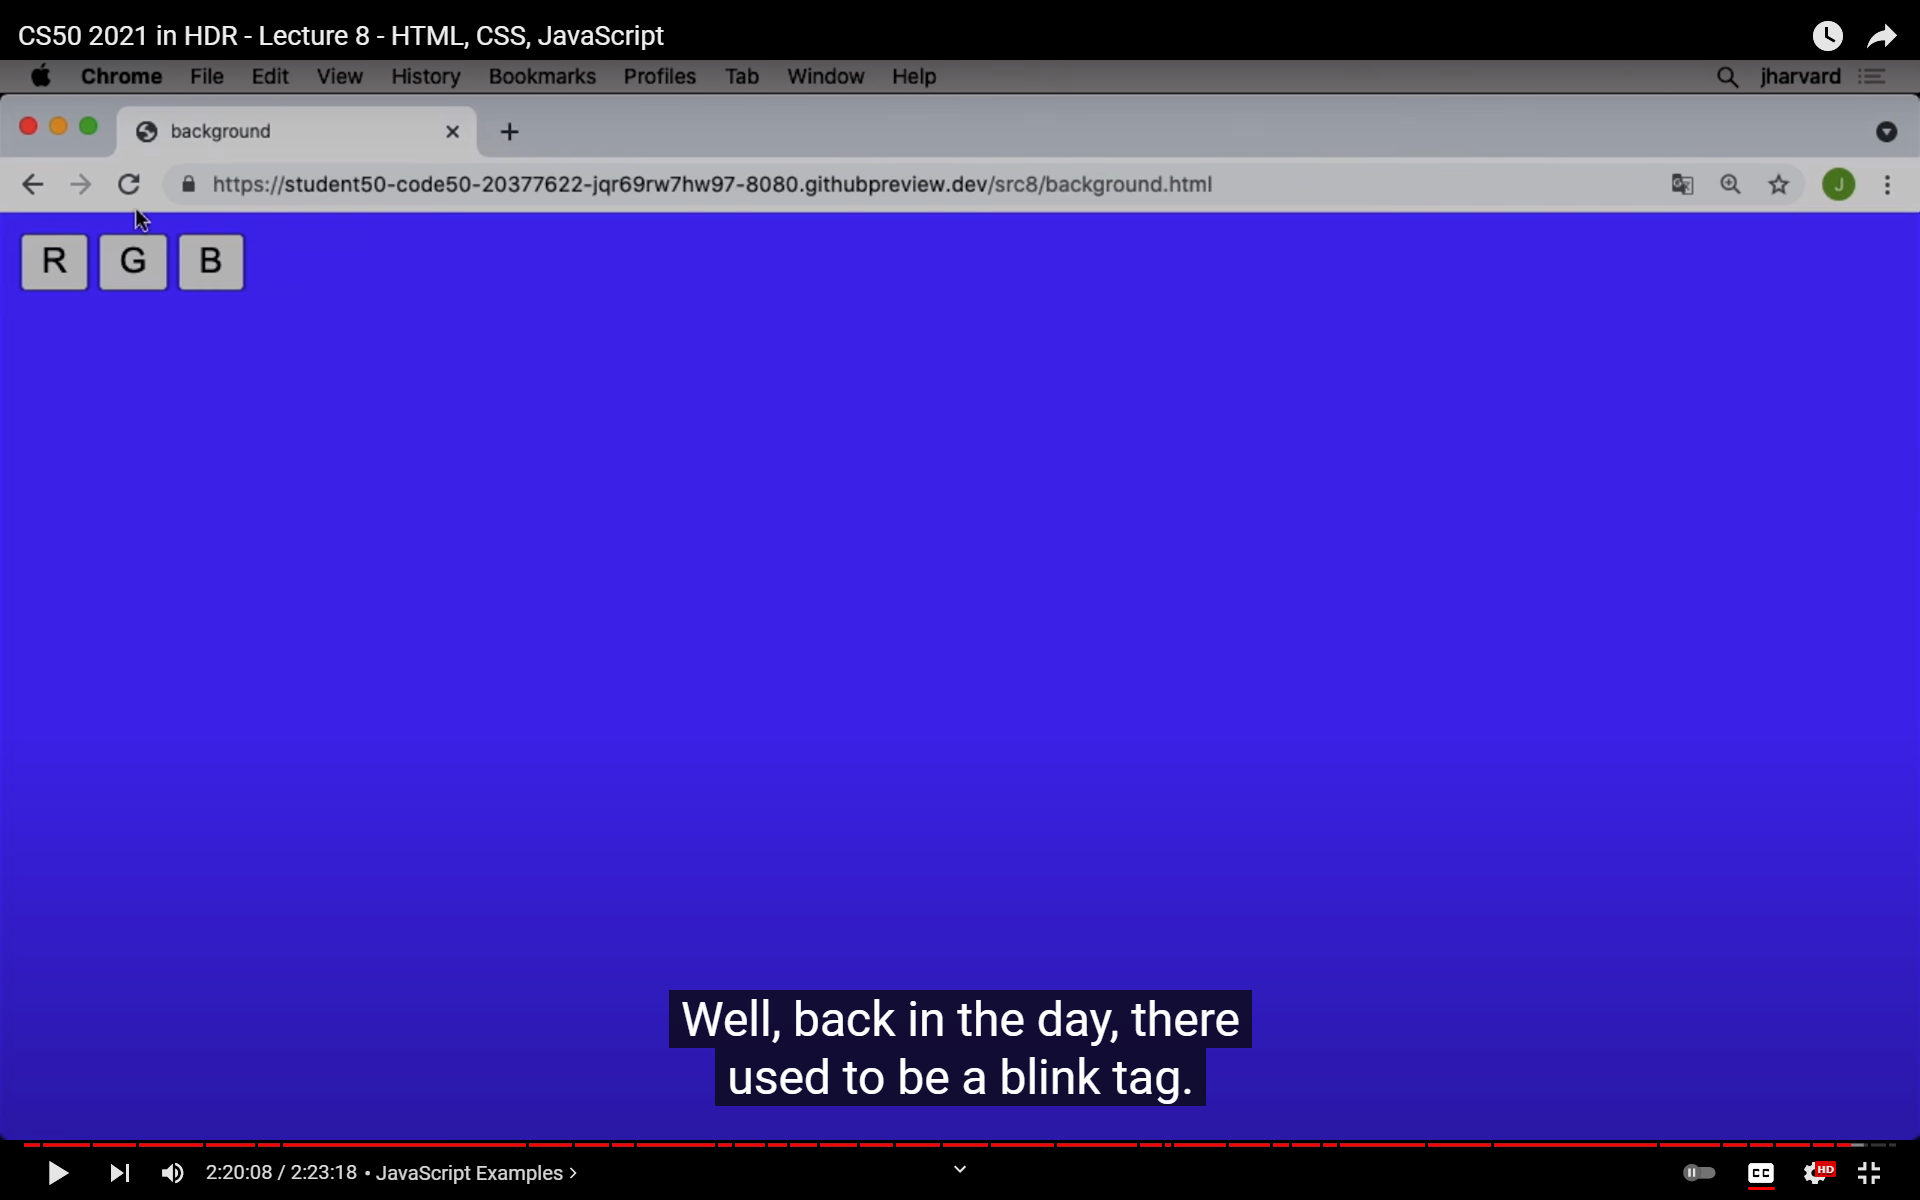 CS50 2021 in HDR - Lecture 8 - HTML, CSS, JavaScript
Chrome File Edit View History Bookmarks Profiles Tab Window Help jharvard
background
https://student50-code50-20377622-jqr69rw7hw97-8080.githubpreview.dev/src8/background.html J
R G B
Well, back in the day, there
used to be a blink tag.
2:20:08 / 2:23:18 • JavaScript Examples CC HD